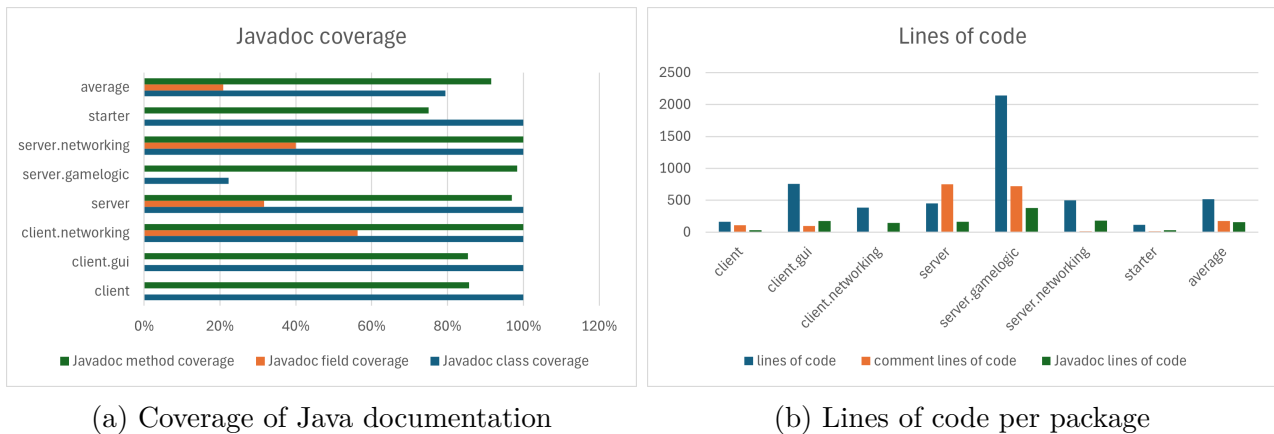 Javadoc coverage
average
starter
server.networking
server.gamelogic
server
client.networking
client.gui
client
0% 20% 40% 60% 80% 100% 120%
Javadoc method coverage Javadoc field coverage Javadoc class coverage
(a) Coverage of Java documentation
Lines of code
2500
2000
1500
1000
500
0
client client.gui client.networking server server.gamelogic server.networking starter average
lines of code comment lines of code Javadoc lines of code
(b) Lines of code per package